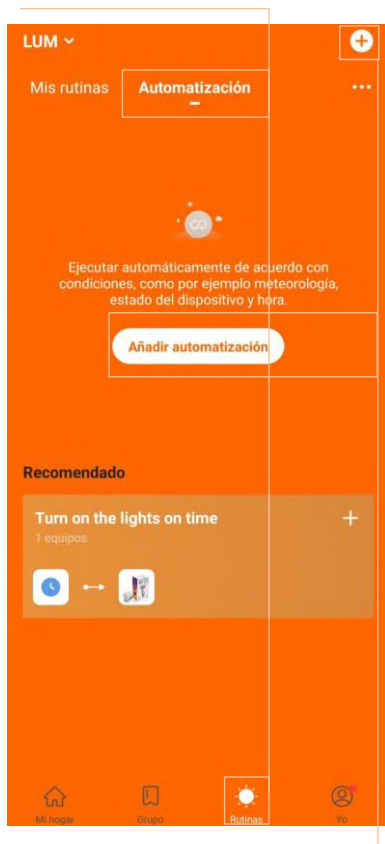 LUM
Mis rutinas
Automatización
Ejecutar automáticamente de acuerdo con
condiciones, como por ejemplo meteorología,
estado del dispositivo y hora.
Añadir automatización
Recomendado
Turn on the lights on time
1 equipos
Mi hogar
Grupo
Rutinas
Yo